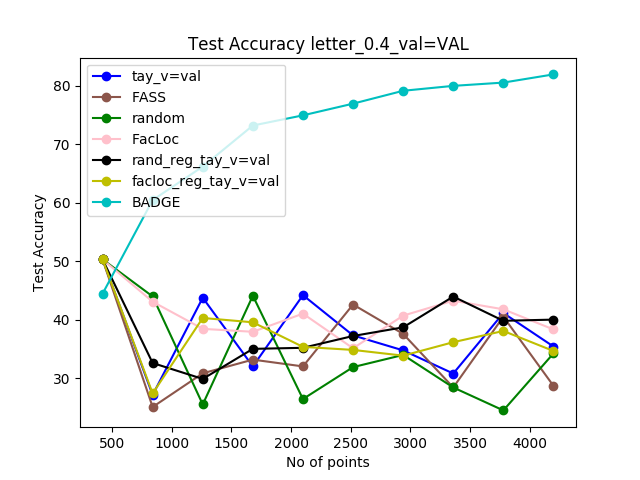 Test Accuracy letter_0.4_val=VAL
tay_v=val
FASS
random
FacLoc
rand_reg_tay_v=val
facloc_reg_tay_v=val
BADGE
Test Accuracy
80
70
60
50
40
30
500 1000 1500 2000 2500 3000 3500 4000
No of points